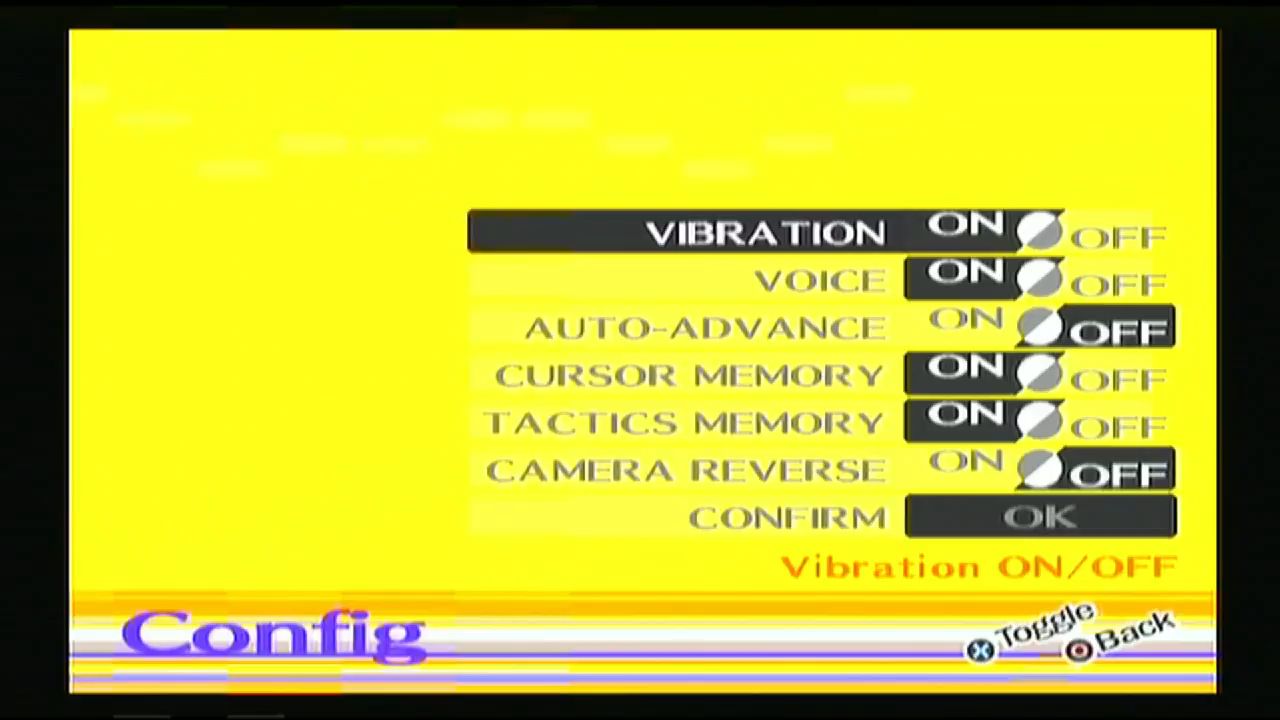 VIBRATION ON OFF
VOICE ON OFF
AUTO-ADVANCE ON OFF
CURSOR MEMORY ON OFF
TACTICS MEMORY ON OFF
CAMERA REVERSE ON OFF
CONFIRM OK
Vibration ON/OFF
Config
Toggle Back